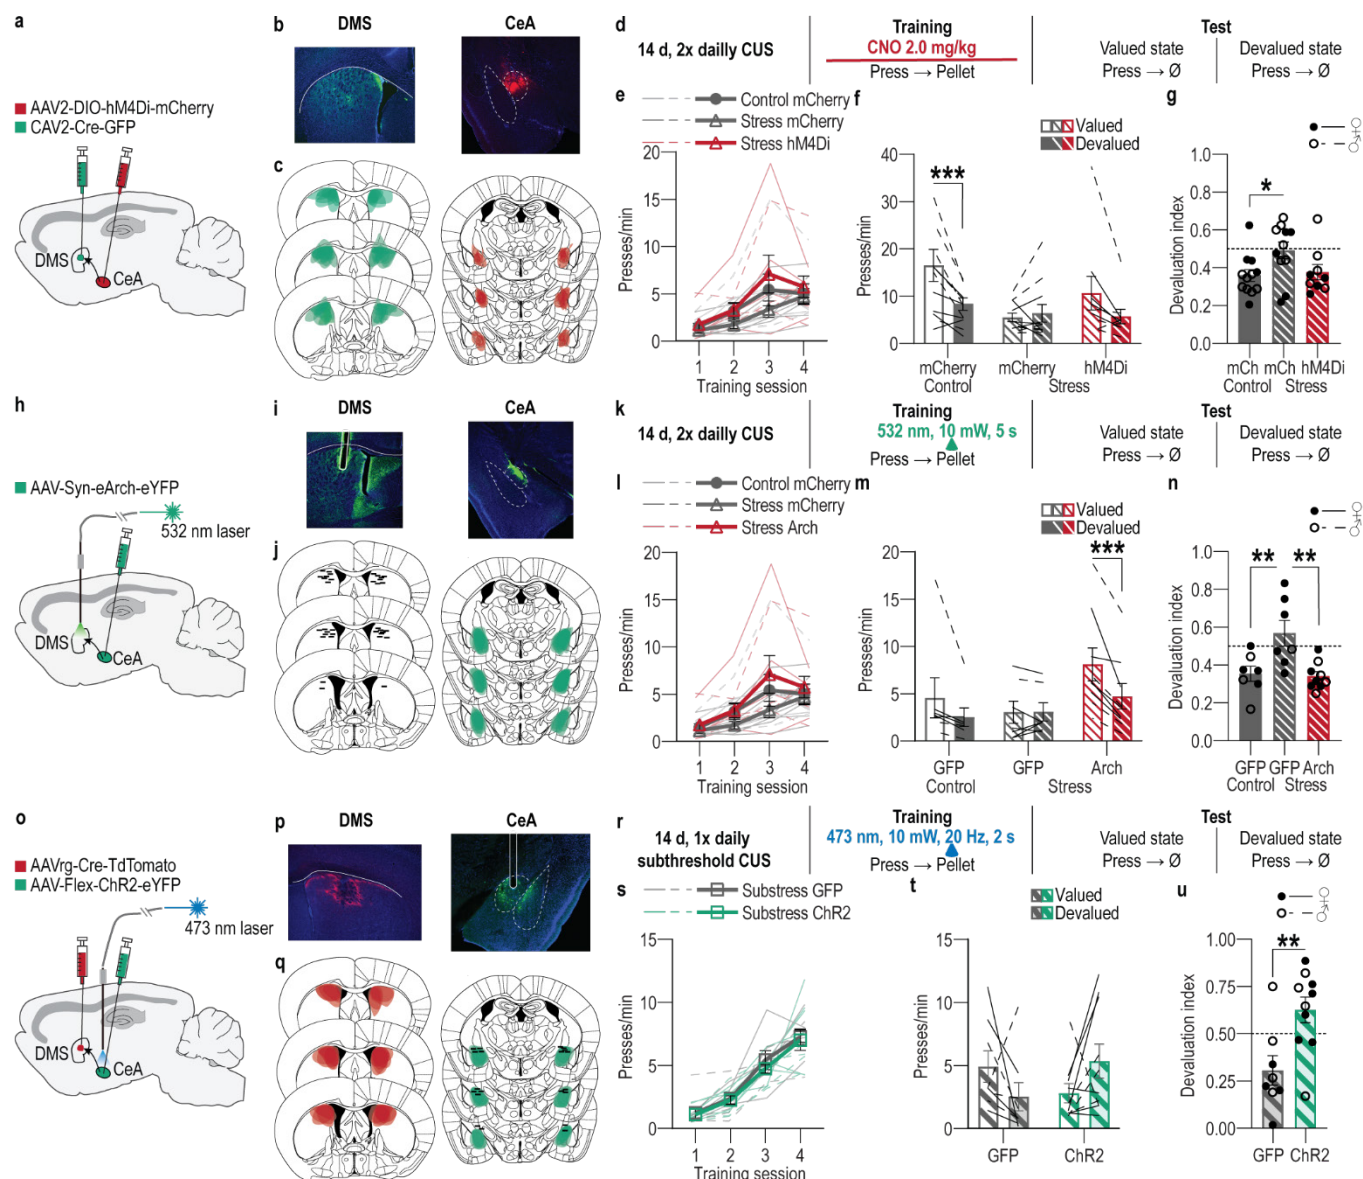 a
AAV2-DIO-hM4Di-mCherry
CAV2-Cre-GFP
DMS
CeA
b
DMS
CeA
c
d
14 d, 2x dailly CUS
Training
CNO 2.0 mg/kg
Press → Pellet
Test
Valued state
Press → Ø
Devalued state
Press → Ø
e
Control mCherry
Stress mCherry
Stress hM4Di
Presses/min
20
15
10
5
0
1 2 3 4
Training session
f
Valued
Devalued
Presses/min
40
30
20
10
0
***
mCherry mCherry hM4Di
Control Stress
g
♀
♂
Devaluation index
1.0
0.8
0.6
0.4
0.2
0.0
*
mCh mCh hM4Di
Control Stress
h
AAV-Syn-eArch-eYFP
532 nm laser
DMS
CeA
i
DMS
CeA
j
k
14 d, 2x dailly CUS
Training
532 nm, 10 mW, 5 s
Press → Pellet
Test
Valued state
Press → Ø
Devalued state
Press → Ø
l
Control mCherry
Stress mCherry
Stress Arch
Presses/min
20
15
10
5
0
1 2 3 4
Training session
m
Valued
Devalued
Presses/min
20
15
10
5
0
***
GFP GFP Arch
Control Stress
n
♀
♂
Devaluation index
1.0
0.8
0.6
0.4
0.2
0.0
** **
GFP GFP Arch
Control Stress
o
AAVrg-Cre-TdTomato
AAV-Flex-ChR2-eYFP
473 nm laser
DMS
CeA
p
DMS
CeA
q
r
14 d, 1x daily
subthreshold CUS
Training
473 nm, 10 mW, 20 Hz, 2 s
Press → Pellet
Test
Valued state
Press → Ø
Devalued state
Press → Ø
s
Substress GFP
Substress ChR2
Presses/min
15
10
5
0
1 2 3 4
Training session
t
Valued
Devalued
Presses/min
15
10
5
0
GFP ChR2
u
♀
♂
Devaluation index
1.00
0.75
0.50
0.25
0.00
**
GFP ChR2